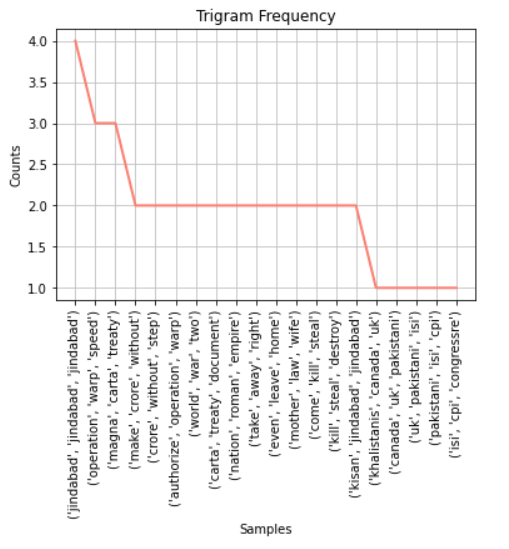 Trigram Frequency
Counts
4.0
3.5
3.0
2.5
2.0
1.5
1.0
('jindabad', 'jindabad', 'jindabad')
('operation', 'warp', 'speed')
('magna', 'carta', 'treaty')
('make', 'crore', 'without')
('crore', 'without', 'step')
('authorize', 'operation', 'warp')
('world', 'war', 'two')
('carta', 'treaty', 'document')
('nation', 'roman', 'empire')
('take', 'away', 'right')
('even', 'leave', 'home')
('mother', 'law', 'wife')
('come', 'kill', 'steal')
('kill', 'steal', 'destroy')
('kisan', 'jindabad', 'jindabad')
('khalistanis', 'canada', 'uk')
('canada', 'uk', 'pakistani')
('uk', 'pakistani', 'isi')
('pakistani', 'isi', 'cpi')
('isi', 'cpi', 'congressre')
Samples